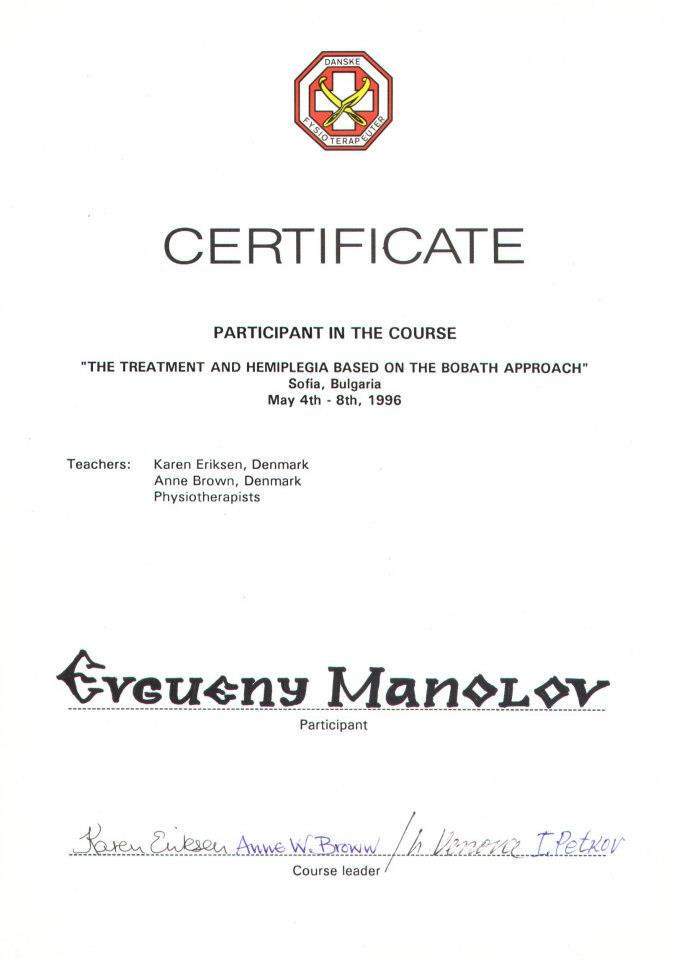 DANSKE
FYSIOTERAPEUTER
CERTIFICATE
PARTICIPANT IN THE COURSE
"THE TREATMENT AND HEMIPLEGIA BASED ON THE BOBATH APPROACH"
Sofia, Bulgaria
May 4th - 8th, 1996
Teachers: Karen Eriksen, Denmark
Anne Brown, Denmark
Physiotherapists
Evgueny Manolov
Participant
Karen Eriksen Anne W. Brown I. Petkov
Course leader